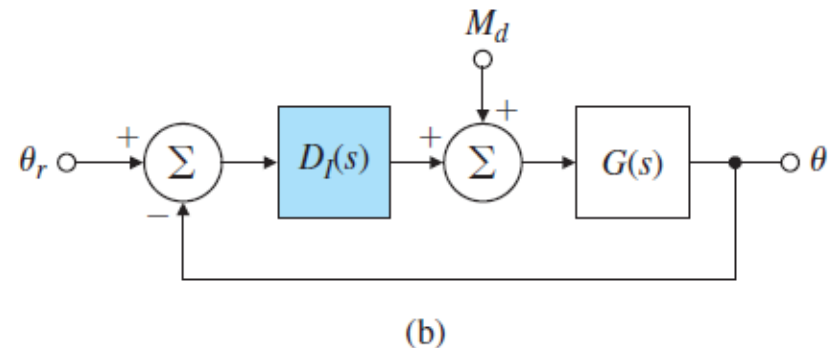 M_d
+
+ + 
θ_r Σ D_I(s) Σ G(s) θ
−
(b)